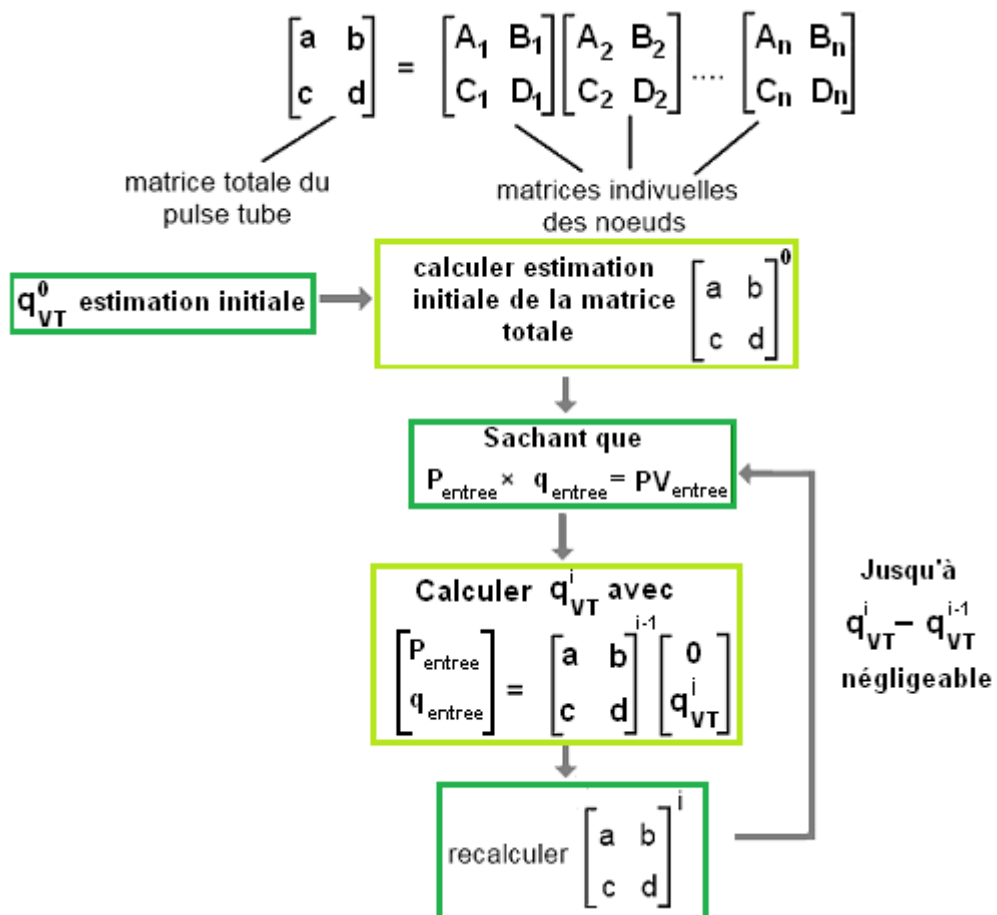 [a b c d] = [A1 B1 C1 D1] [A2 B2 C2 D2] .... [An Bn Cn Dn]
matrice totale du
pulse tube
matrices indivuelles
des noeuds
q⁰VT estimation initiale
calculer estimation
initiale de la matrice
totale
[a b c d]⁰
Sachant que
Pentree × qentree = PVentree
Calculer qⁱVT avec
[Pentree qentree] = [a b c d]ⁱ⁻¹ [0 qⁱVT]
recalculer [a b c d]ⁱ
Jusqu'à
qⁱVT – qⁱ⁻¹VT
négligeable